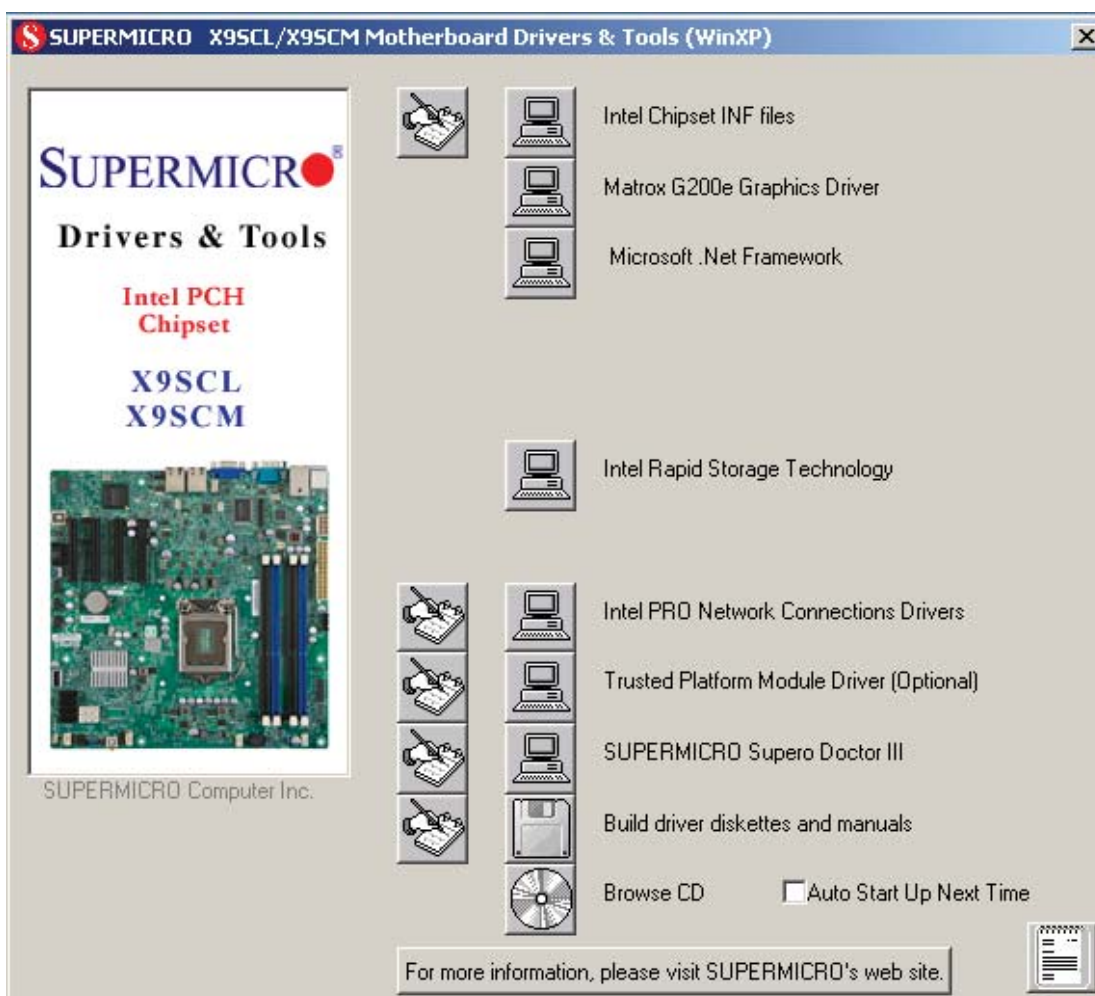 SUPERMICRO X9SCL/X9SCM Motherboard Drivers & Tools (WinXP)
SUPERMICRO®
Drivers & Tools
Intel PCH
Chipset
X9SCL
X9SCM
SUPERMICRO Computer Inc.
Intel Chipset INF files
Matrox G200e Graphics Driver
Microsoft .Net Framework
Intel Rapid Storage Technology
Intel PRO Network Connections Drivers
Trusted Platform Module Driver (Optional)
SUPERMICRO Supero Doctor III
Build driver diskettes and manuals
Browse CD Auto Start Up Next Time
For more information, please visit SUPERMICRO's web site.